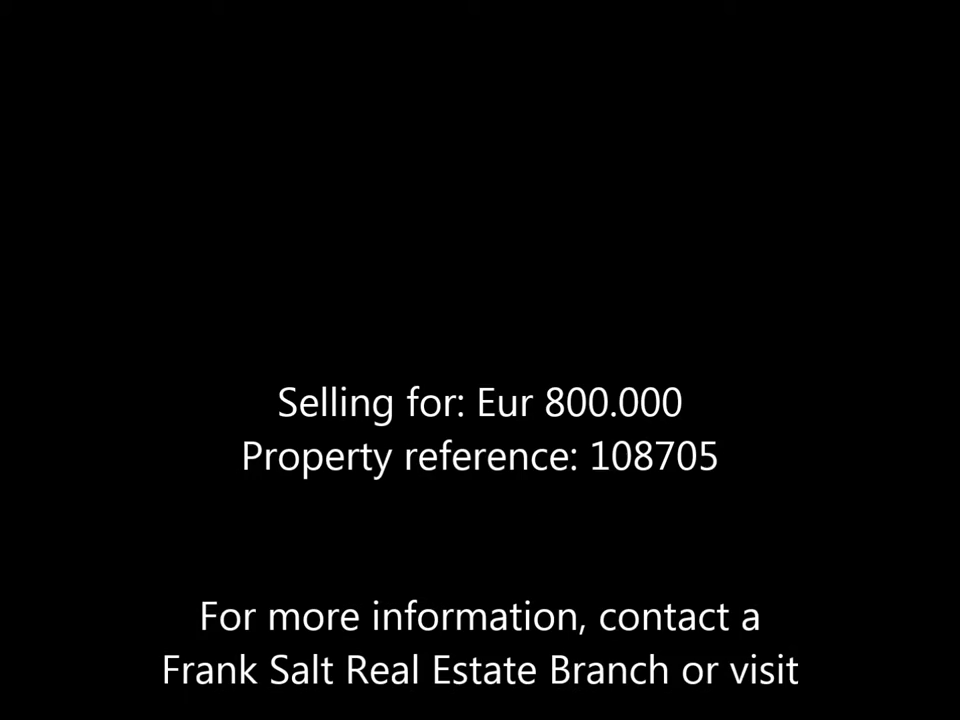 Selling for: Eur 800.000
Property reference: 108705
For more information, contact a
Frank Salt Real Estate Branch or visit